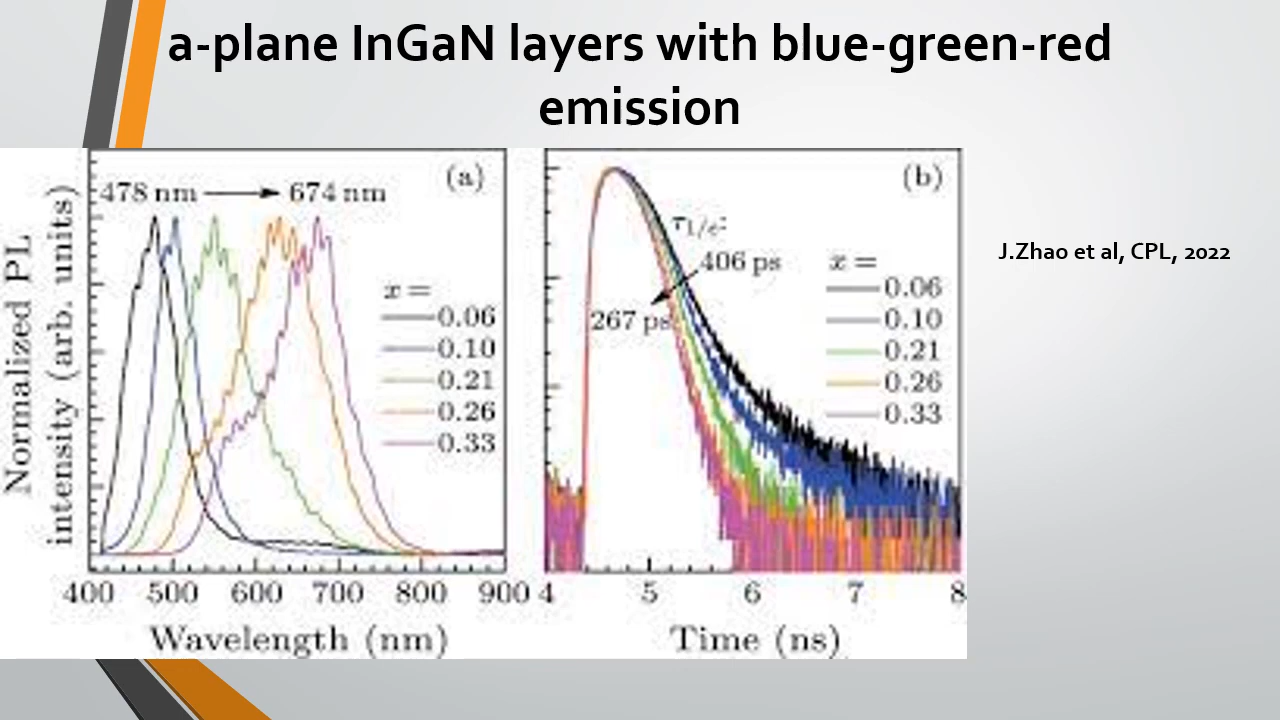 a-plane InGaN layers with blue-green-red
emission
(a)
478 nm → 674 nm
x =
0.06
0.10
0.21
0.26
0.33
Normalized PL
intensity (arb. units)
400 500 600 700 800 900
Wavelength (nm)
(b)
τ1/e²
406 ps
267 ps
x =
0.06
0.10
0.21
0.26
0.33
4 5 6 7 8
Time (ns)
J.Zhao et al, CPL, 2022